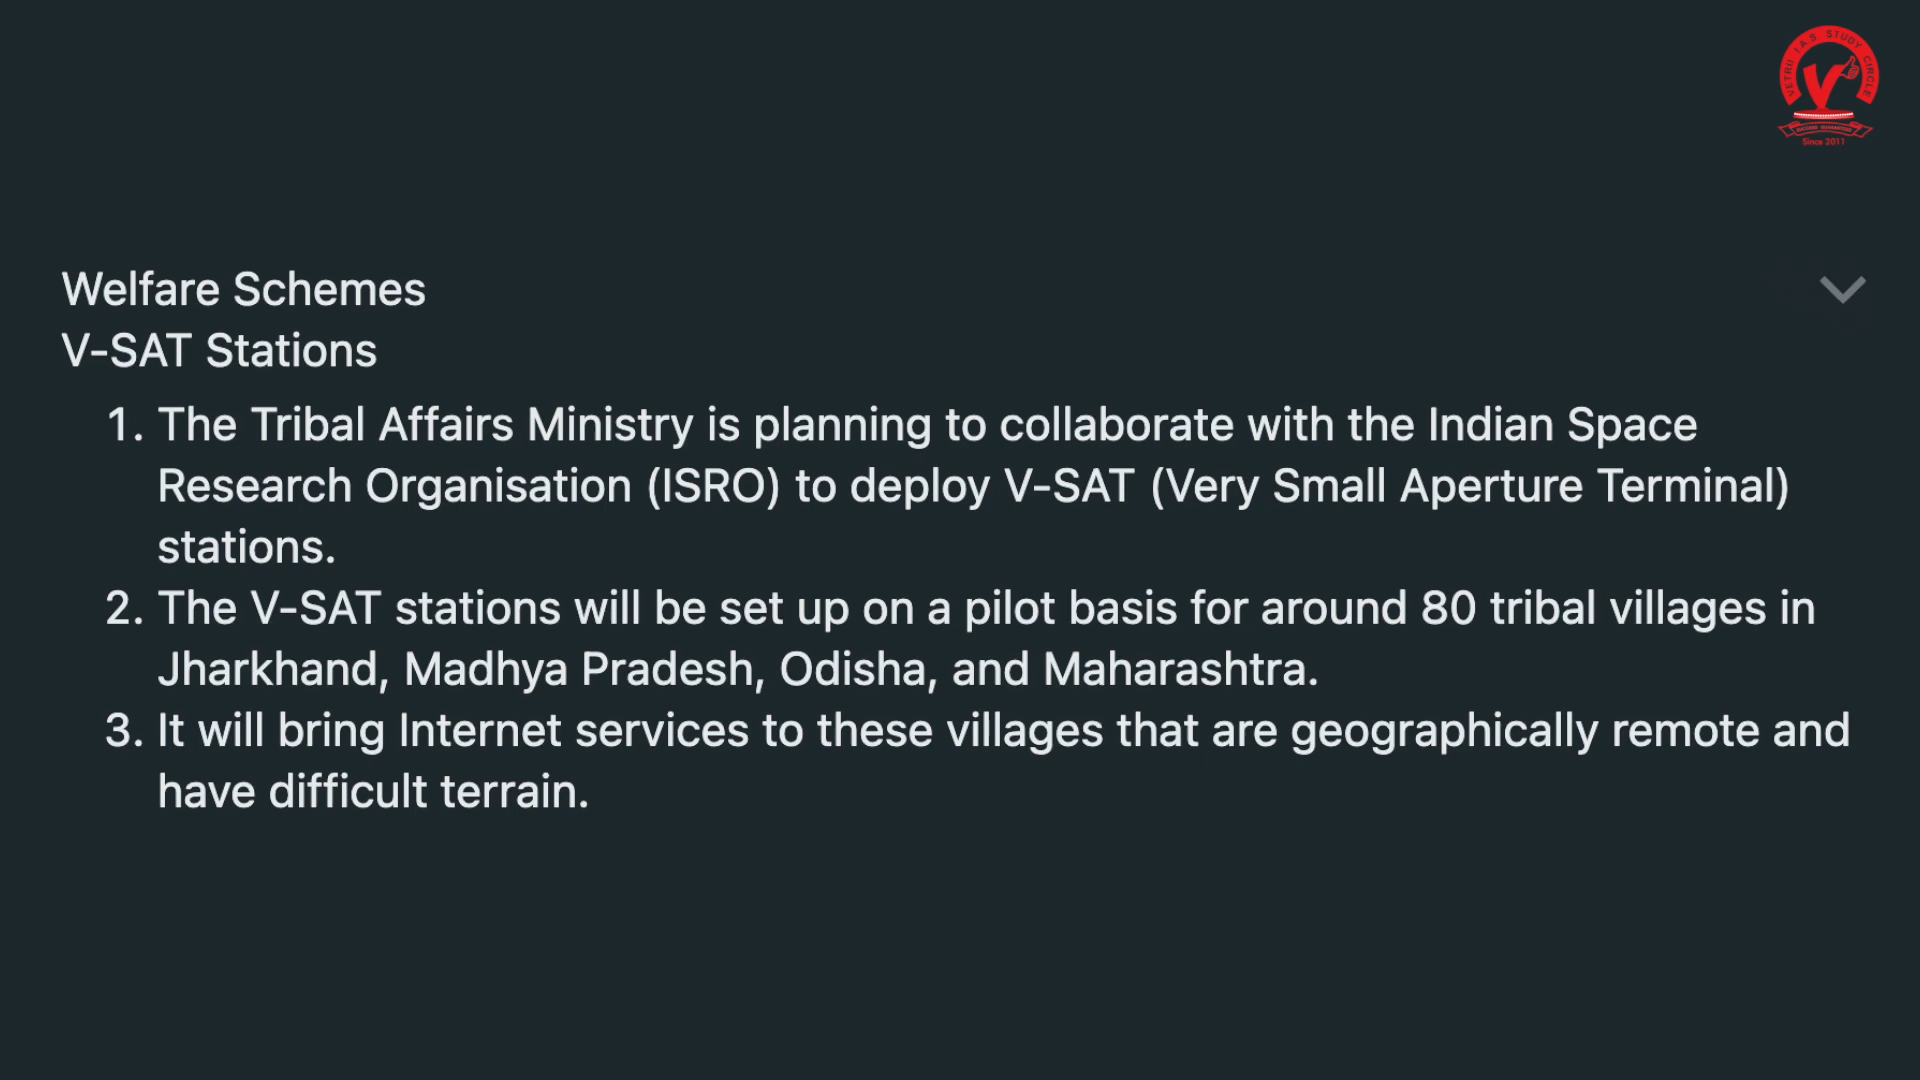 VETRII I.A.S STUDY CIRCLE
Since 2011
Welfare Schemes
V-SAT Stations
1. The Tribal Affairs Ministry is planning to collaborate with the Indian Space
Research Organisation (ISRO) to deploy V-SAT (Very Small Aperture Terminal)
stations.
2. The V-SAT stations will be set up on a pilot basis for around 80 tribal villages in
Jharkhand, Madhya Pradesh, Odisha, and Maharashtra.
3. It will bring Internet services to these villages that are geographically remote and
have difficult terrain.